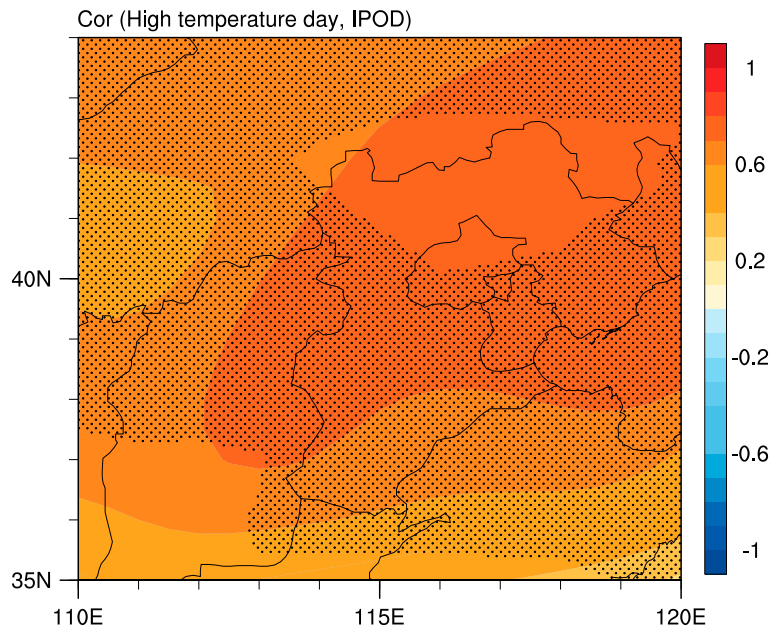 Cor (High temperature day, IPOD)
1
0.6
0.2
-0.2
-0.6
-1
40N
35N
110E
115E
120E